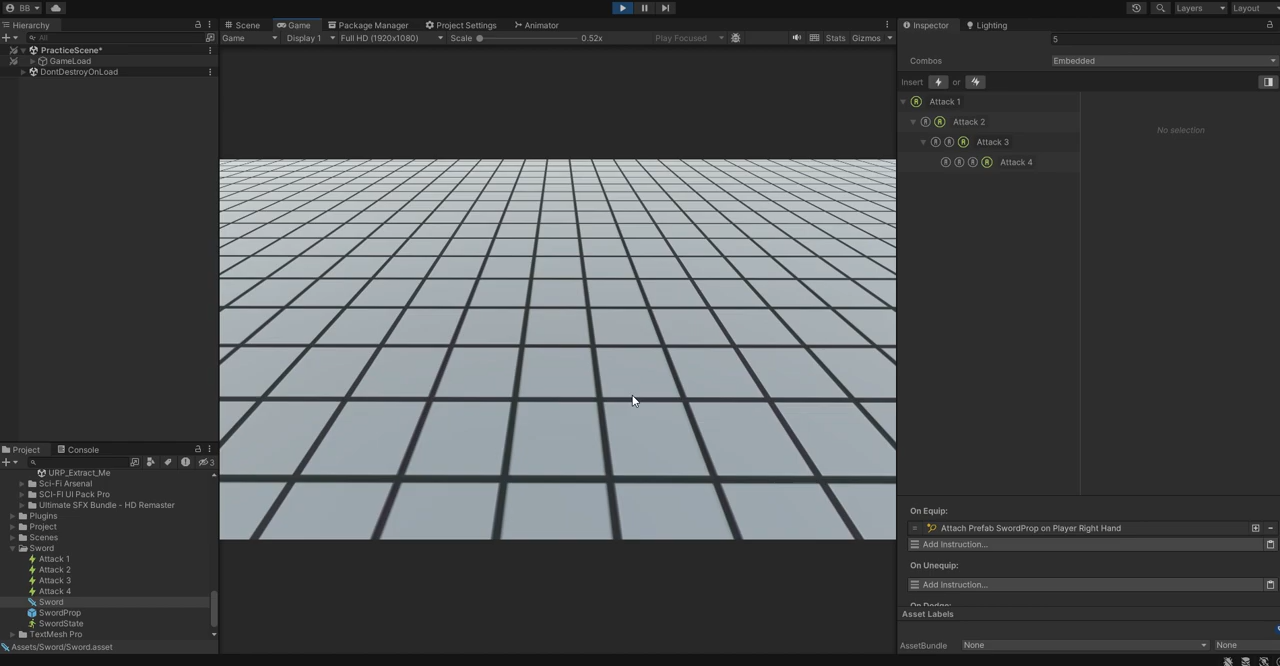 BB
Layers
Layout
Hierarchy
Scene
Game
Package Manager
Project Settings
Animator
Inspector
Lighting
All
Game
Display 1
Full HD (1920x1080)
Scale
0.52x
Play Focused
Stats
Gizmos
5
PracticeScene*
GameLoad
DontDestroyOnLoad
Combos
Embedded
Insert
or
Attack 1
Attack 2
Attack 3
Attack 4
No selection
Project
Console
3
URP_Extract_Me
Sci-Fi Arsenal
SCI-FI UI Pack Pro
Ultimate SFX Bundle - HD Remaster
Plugins
Project
Scenes
Sword
Attack 1
Attack 2
Attack 3
Attack 4
Sword
SwordProp
SwordState
TextMesh Pro
Assets/Sword/Sword.asset
On Equip:
Attach Prefab SwordProp on Player Right Hand
Add Instruction...
On Unequip:
Add Instruction...
On Dodge:
Asset Labels
AssetBundle
None
None